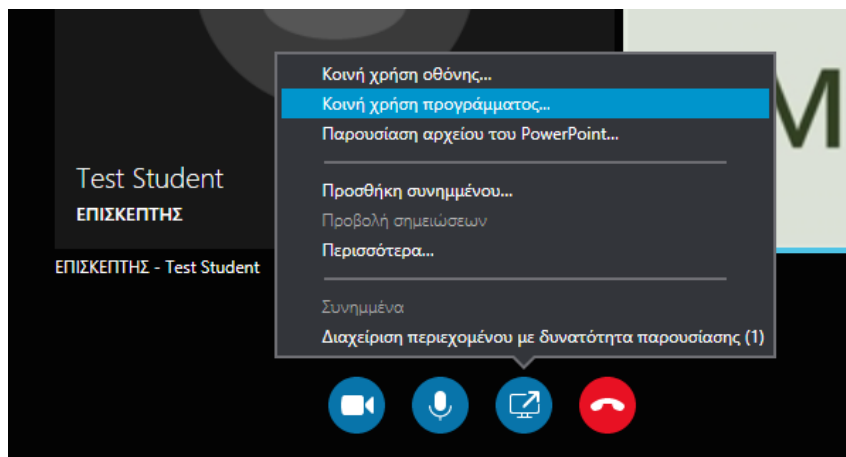 Κοινή χρήση οθόνης...
Κοινή χρήση προγράμματος...
Παρουσίαση αρχείου του PowerPoint...
Test Student
ΕΠΙΣΚΕΠΤΗΣ
Προσθήκη συνημμένου...
Προβολή σημειώσεων
Περισσότερα...
ΕΠΙΣΚΕΠΤΗΣ - Test Student
Συνημμένα
Διαχείριση περιεχομένου με δυνατότητα παρουσίασης (1)
M